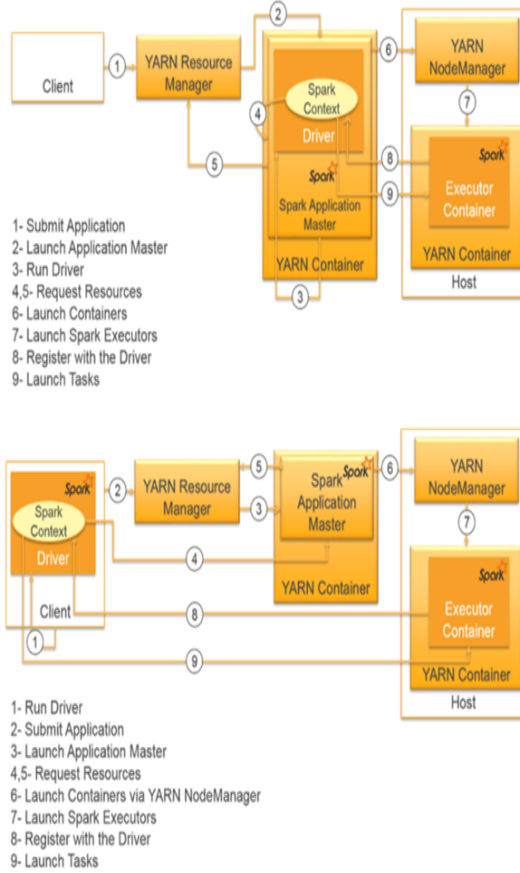 2
1
6
Client
YARN Resource
Manager
YARN
NodeManager
Spark
Context
Driver
4
5
7
8
9
Spark
Spark Application
Master
YARN Container
3
Spark
Executor
Container
YARN Container
Host
1- Submit Application
2- Launch Application Master
3- Run Driver
4,5- Request Resources
6- Launch Containers
7- Launch Spark Executors
8- Register with the Driver
9- Launch Tasks
Spark
Spark
Context
Driver
Client
1
2
YARN Resource
Manager
5
3
4
Spark
Spark
Application
Master
YARN Container
6
YARN
NodeManager
7
8
9
Spark
Executor
Container
YARN Container
Host
1- Run Driver
2- Submit Application
3- Launch Application Master
4,5- Request Resources
6- Launch Containers via YARN NodeManager
7- Launch Spark Executors
8- Register with the Driver
9- Launch Tasks